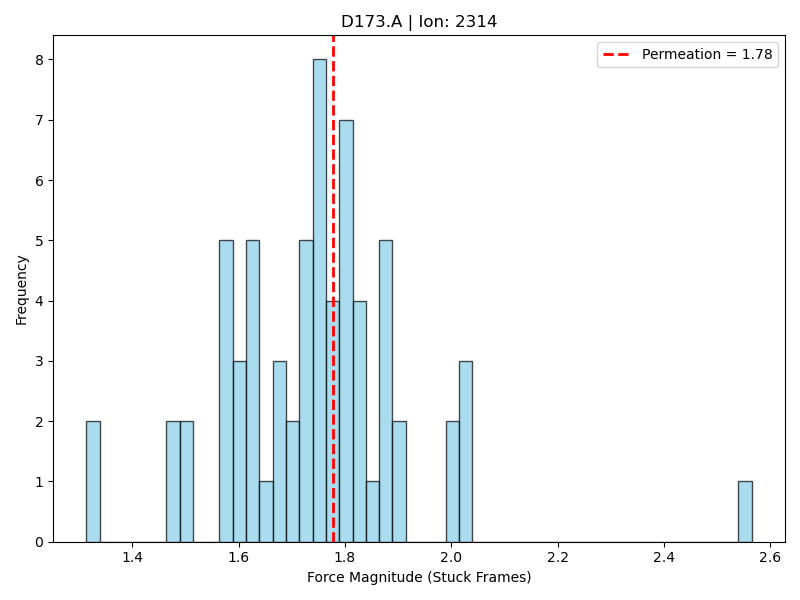 D173.A | Ion: 2314
Permeation = 1.78
Frequency
8
7
6
5
4
3
2
1
0
1.4 1.6 1.8 2.0 2.2 2.4 2.6
Force Magnitude (Stuck Frames)